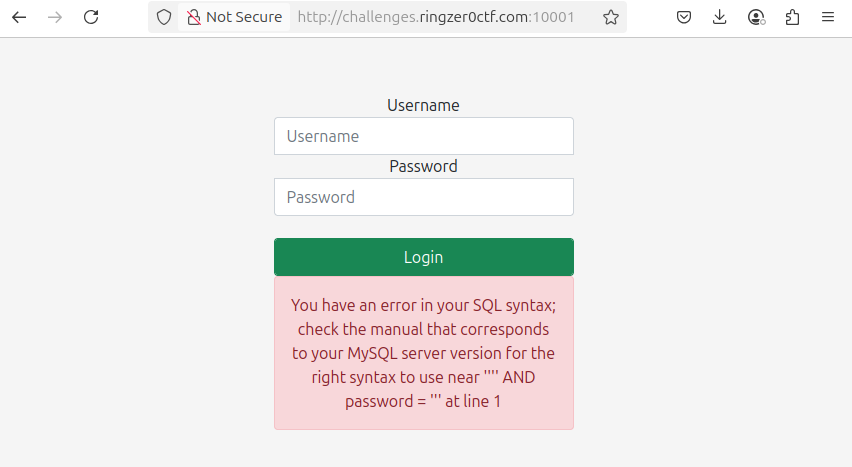 Not Secure http://challenges.ringzer0ctf.com:10001
Username
Username
Password
Password
Login
You have an error in your SQL syntax;
check the manual that corresponds
to your MySQL server version for the
right syntax to use near '''' AND
password = ''' at line 1